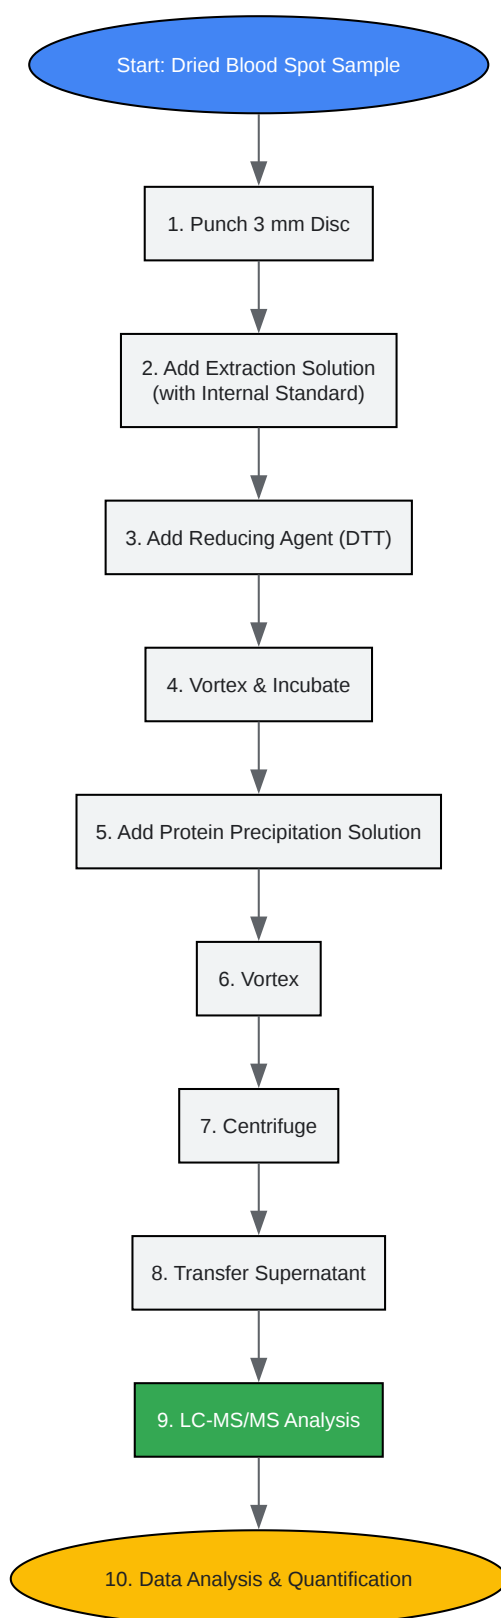 Start: Dried Blood Spot Sample
1. Punch 3 mm Disc
2. Add Extraction Solution
(with Internal Standard)
3. Add Reducing Agent (DTT)
4. Vortex & Incubate
5. Add Protein Precipitation Solution
6. Vortex
7. Centrifuge
8. Transfer Supernatant
9. LC-MS/MS Analysis
10. Data Analysis & Quantification